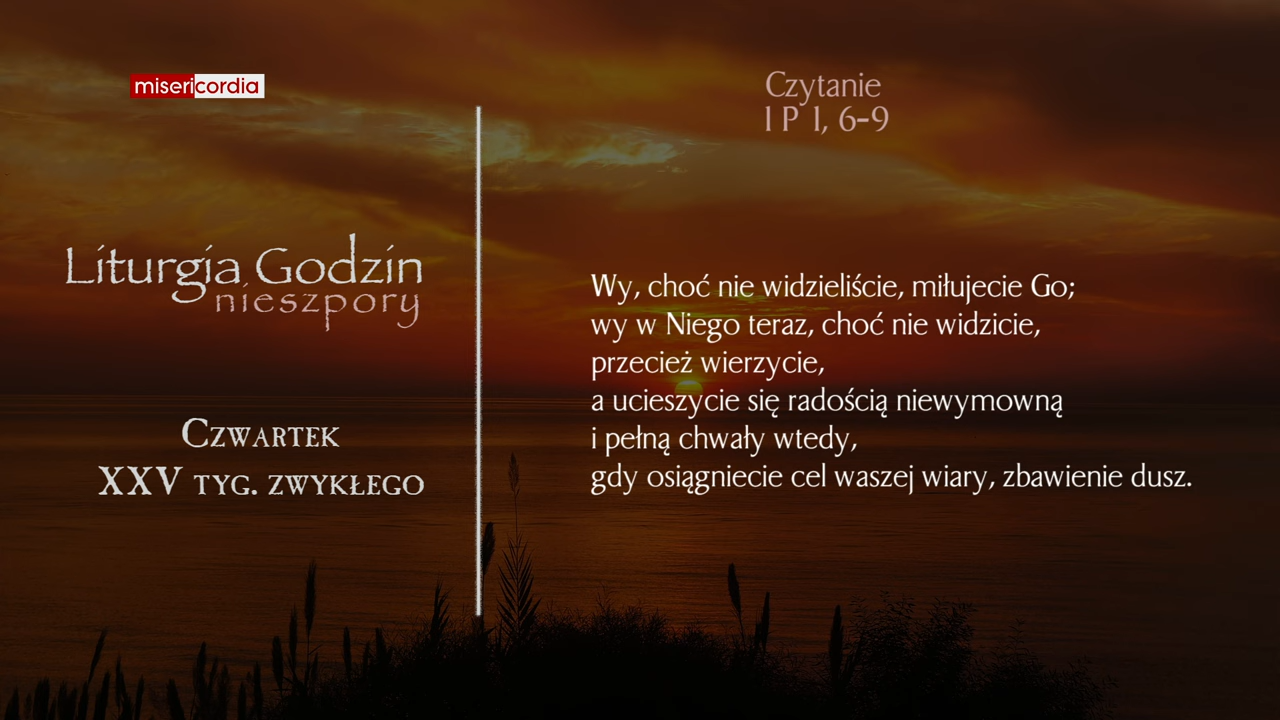 misericordia
Liturgia Godzin
nieszpory
Czwartek
XXV tyg. zwykłego
Czytanie
1 P 1, 6-9
Wy, choć nie widzieliście, miłujecie Go;
wy w Niego teraz, choć nie widzicie,
przecież wierzycie,
a ucieszycie się radością niewymowną
i pełną chwały wtedy,
gdy osiągniecie cel waszej wiary, zbawienie dusz.